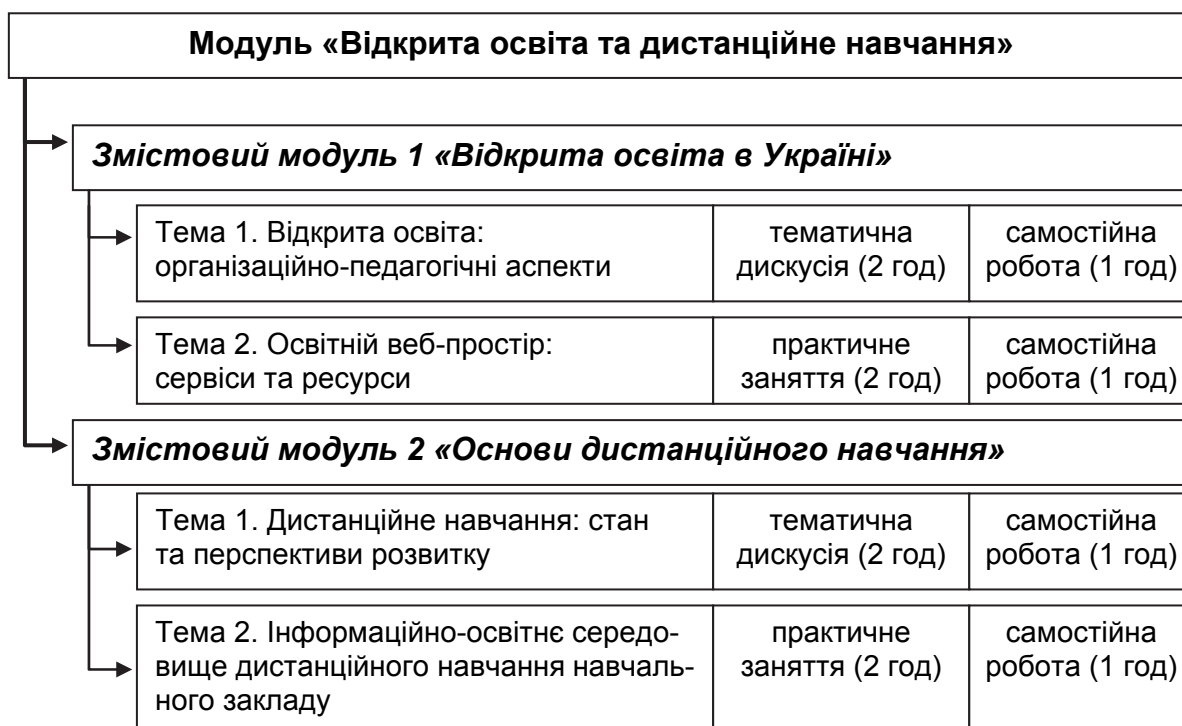 Модуль «Відкрита освіта та дистанційне навчання»
Змістовий модуль 1 «Відкрита освіта в Україні»
Тема 1. Відкрита освіта:
організаційно-педагогічні аспекти
тематична
дискусія (2 год)
самостійна
робота (1 год)
Тема 2. Освітній веб-простір:
сервіси та ресурси
практичне
заняття (2 год)
самостійна
робота (1 год)
Змістовий модуль 2 «Основи дистанційного навчання»
Тема 1. Дистанційне навчання: стан
та перспективи розвитку
тематична
дискусія (2 год)
самостійна
робота (1 год)
Тема 2. Інформаційно-освітнє середо-
вище дистанційного навчання навчаль-
ного закладу
практичне
заняття (2 год)
самостійна
робота (1 год)